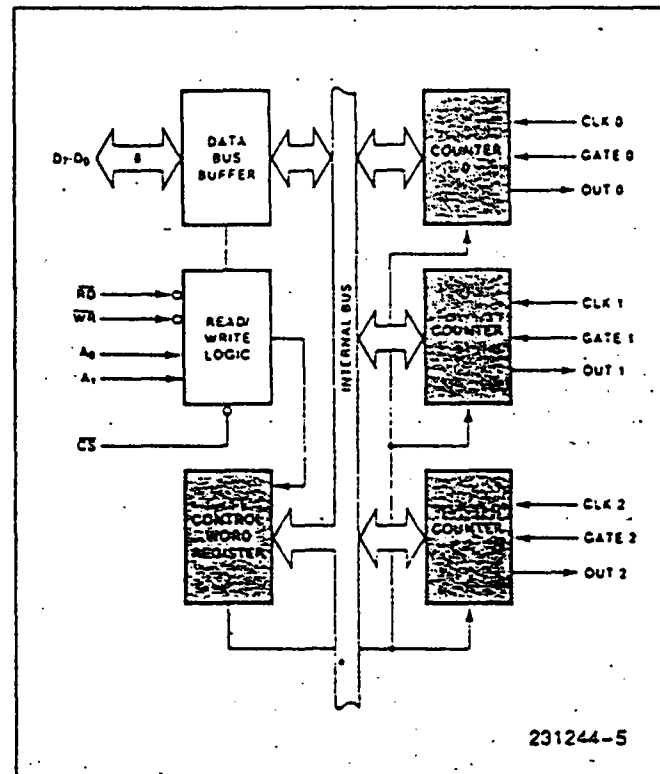 DATA
BUS
BUFFER
D7-D0
8
COUNTER
0
CLK 0
GATE 0
OUT 0
RD
WR
A0
A1
CS
READ/
WRITE
LOGIC
INTERNAL BUS
COUNTER
CLK 1
GATE 1
OUT 1
CONTROL
WORD
REGISTER
COUNTER
CLK 2
GATE 2
OUT 2
231244-5